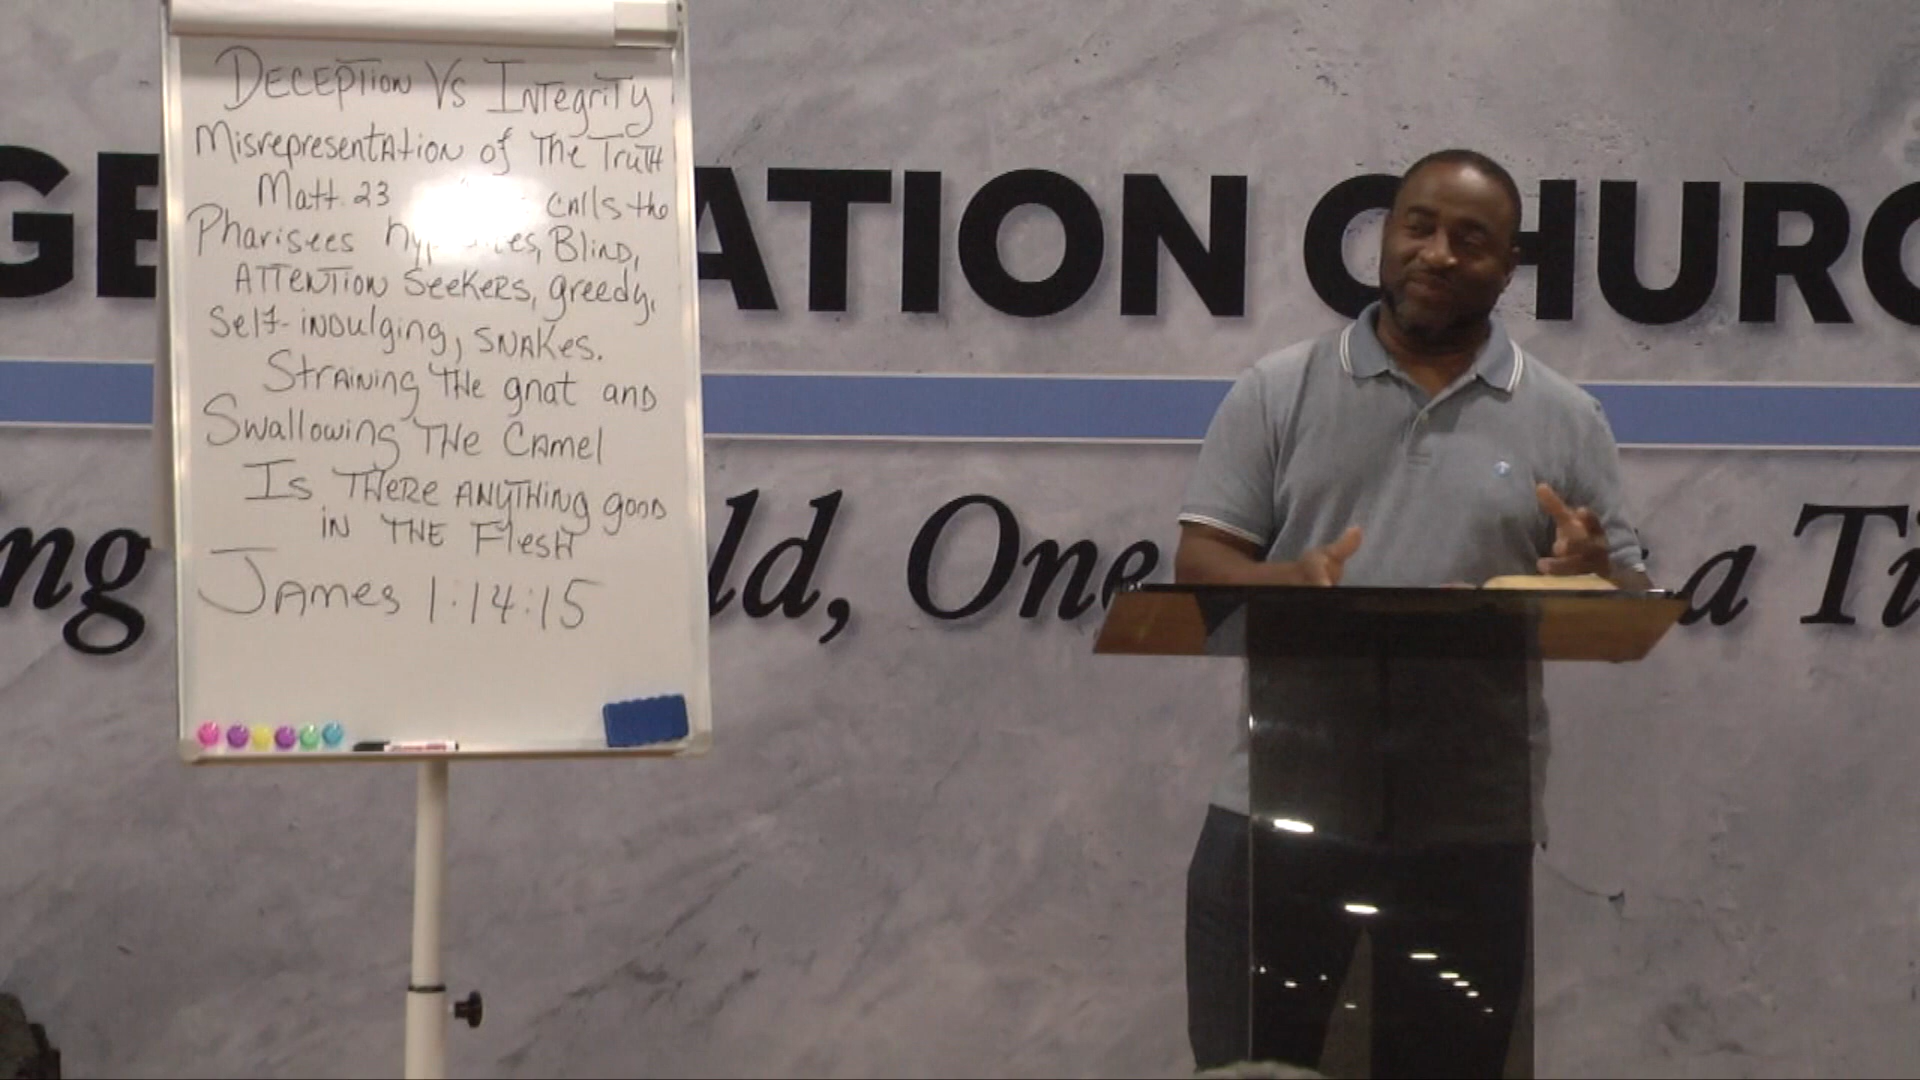 Deception Vs Integrity
Misrepresentation of The Truth
Matt. 23 calls the
Pharisees Blind,
Attention Seekers, greedy,
Self-indulging, snakes.
Straining The gnat and
Swallowing The Camel
Is There anything good
in The Flesh
James 1:14:15
GE ATION CHURC
ng ld, One a Ti